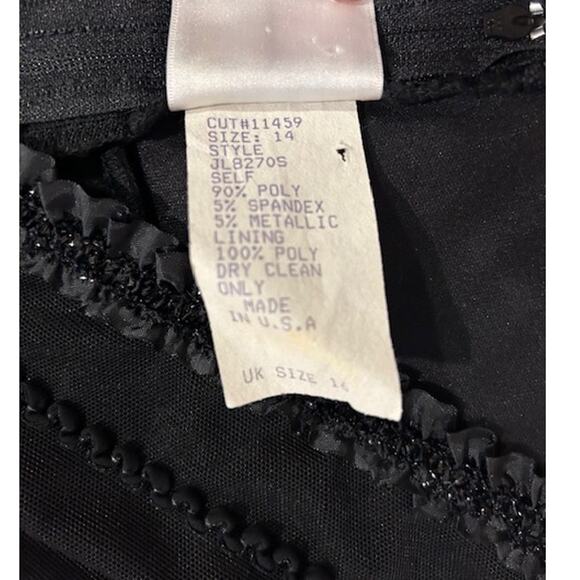 CUT#11459
SIZE: 14
STYLE
JL8270S
SELF
90% POLY
5% SPANDEX
5% METALLIC
LINING
100% POLY
DRY CLEAN
ONLY
MADE
IN U.S.A
UK SIZE